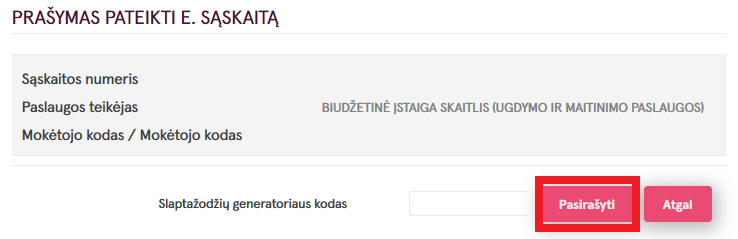 PRAŠYMAS PATEIKTI E. SĄSKAITĄ
Sąskaitos numeris
Paslaugos teikėjas BIUDŽETINĖ ĮSTAIGA SKAITLIS (UGDYMO IR MAITINIMO PASLAUGOS)
Mokėtojo kodas / Mokėtojo kodas
Slaptažodžių generatoriaus kodas Pasirašyti Atgal